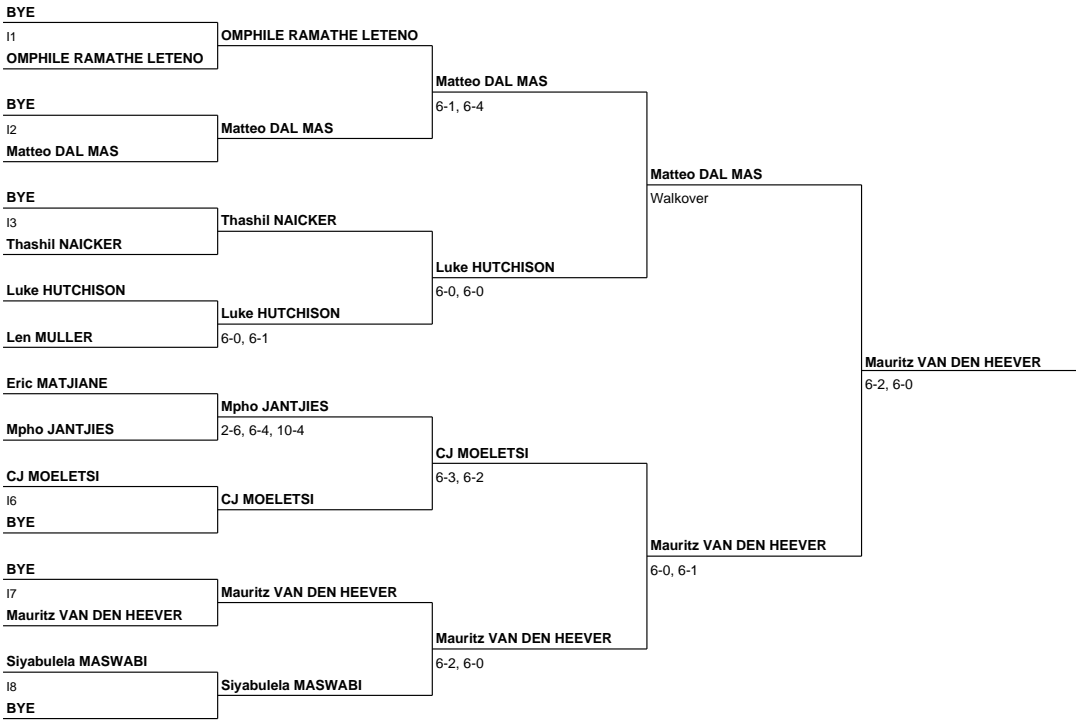 BYE
I1
OMPHILE RAMATHE LETENO
BYE
I2
Matteo DAL MAS
BYE
I3
Thashil NAICKER
Luke HUTCHISON
Len MULLER
Eric MATJIANE
Mpho JANTJIES
CJ MOELETSI
I6
BYE
BYE
I7
Mauritz VAN DEN HEEVER
Siyabulela MASWABI
I8
BYE
OMPHILE RAMATHE LETENO
Matteo DAL MAS
Thashil NAICKER
Luke HUTCHISON
6-0, 6-1
Mpho JANTJIES
2-6, 6-4, 10-4
CJ MOELETSI
Mauritz VAN DEN HEEVER
Siyabulela MASWABI
Matteo DAL MAS
6-1, 6-4
Luke HUTCHISON
6-0, 6-0
CJ MOELETSI
6-3, 6-2
Mauritz VAN DEN HEEVER
6-2, 6-0
Matteo DAL MAS
Walkover
Mauritz VAN DEN HEEVER
6-0, 6-1
Mauritz VAN DEN HEEVER
6-2, 6-0